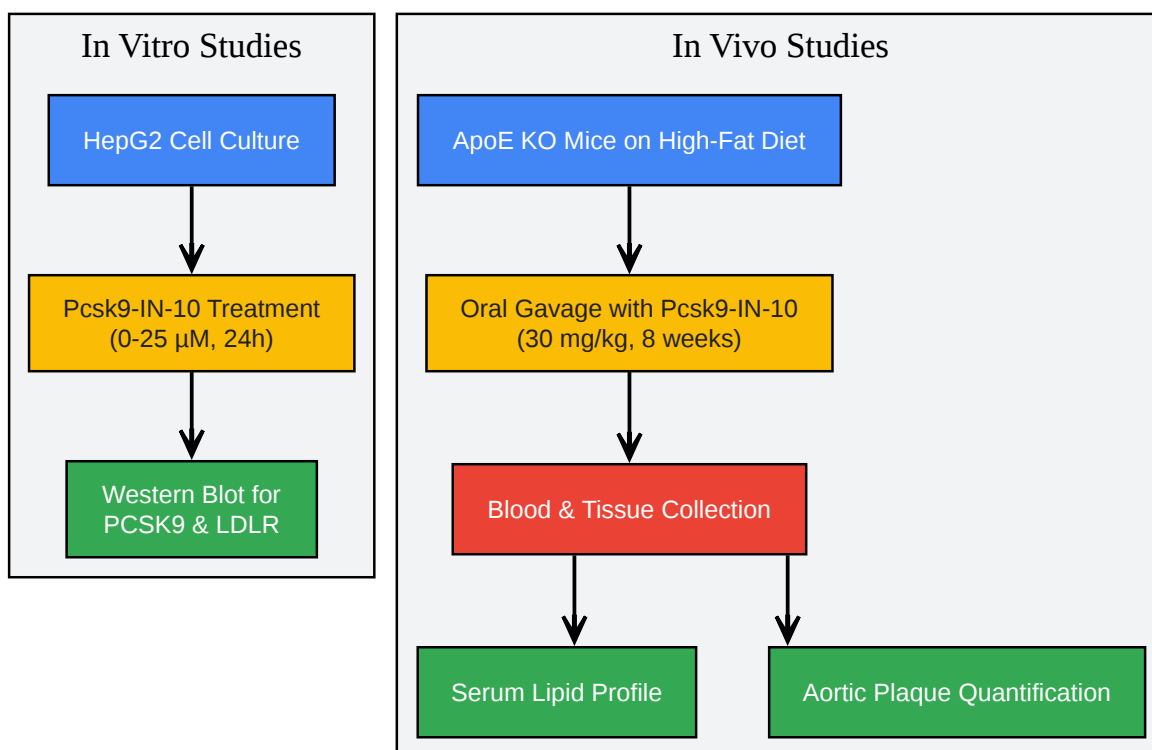 In Vitro Studies
HepG2 Cell Culture
Pcsk9-IN-10 Treatment
(0-25 µM, 24h)
Western Blot for
PCSK9 & LDLR
In Vivo Studies
ApoE KO Mice on High-Fat Diet
Oral Gavage with Pcsk9-IN-10
(30 mg/kg, 8 weeks)
Blood & Tissue Collection
Serum Lipid Profile
Aortic Plaque Quantification